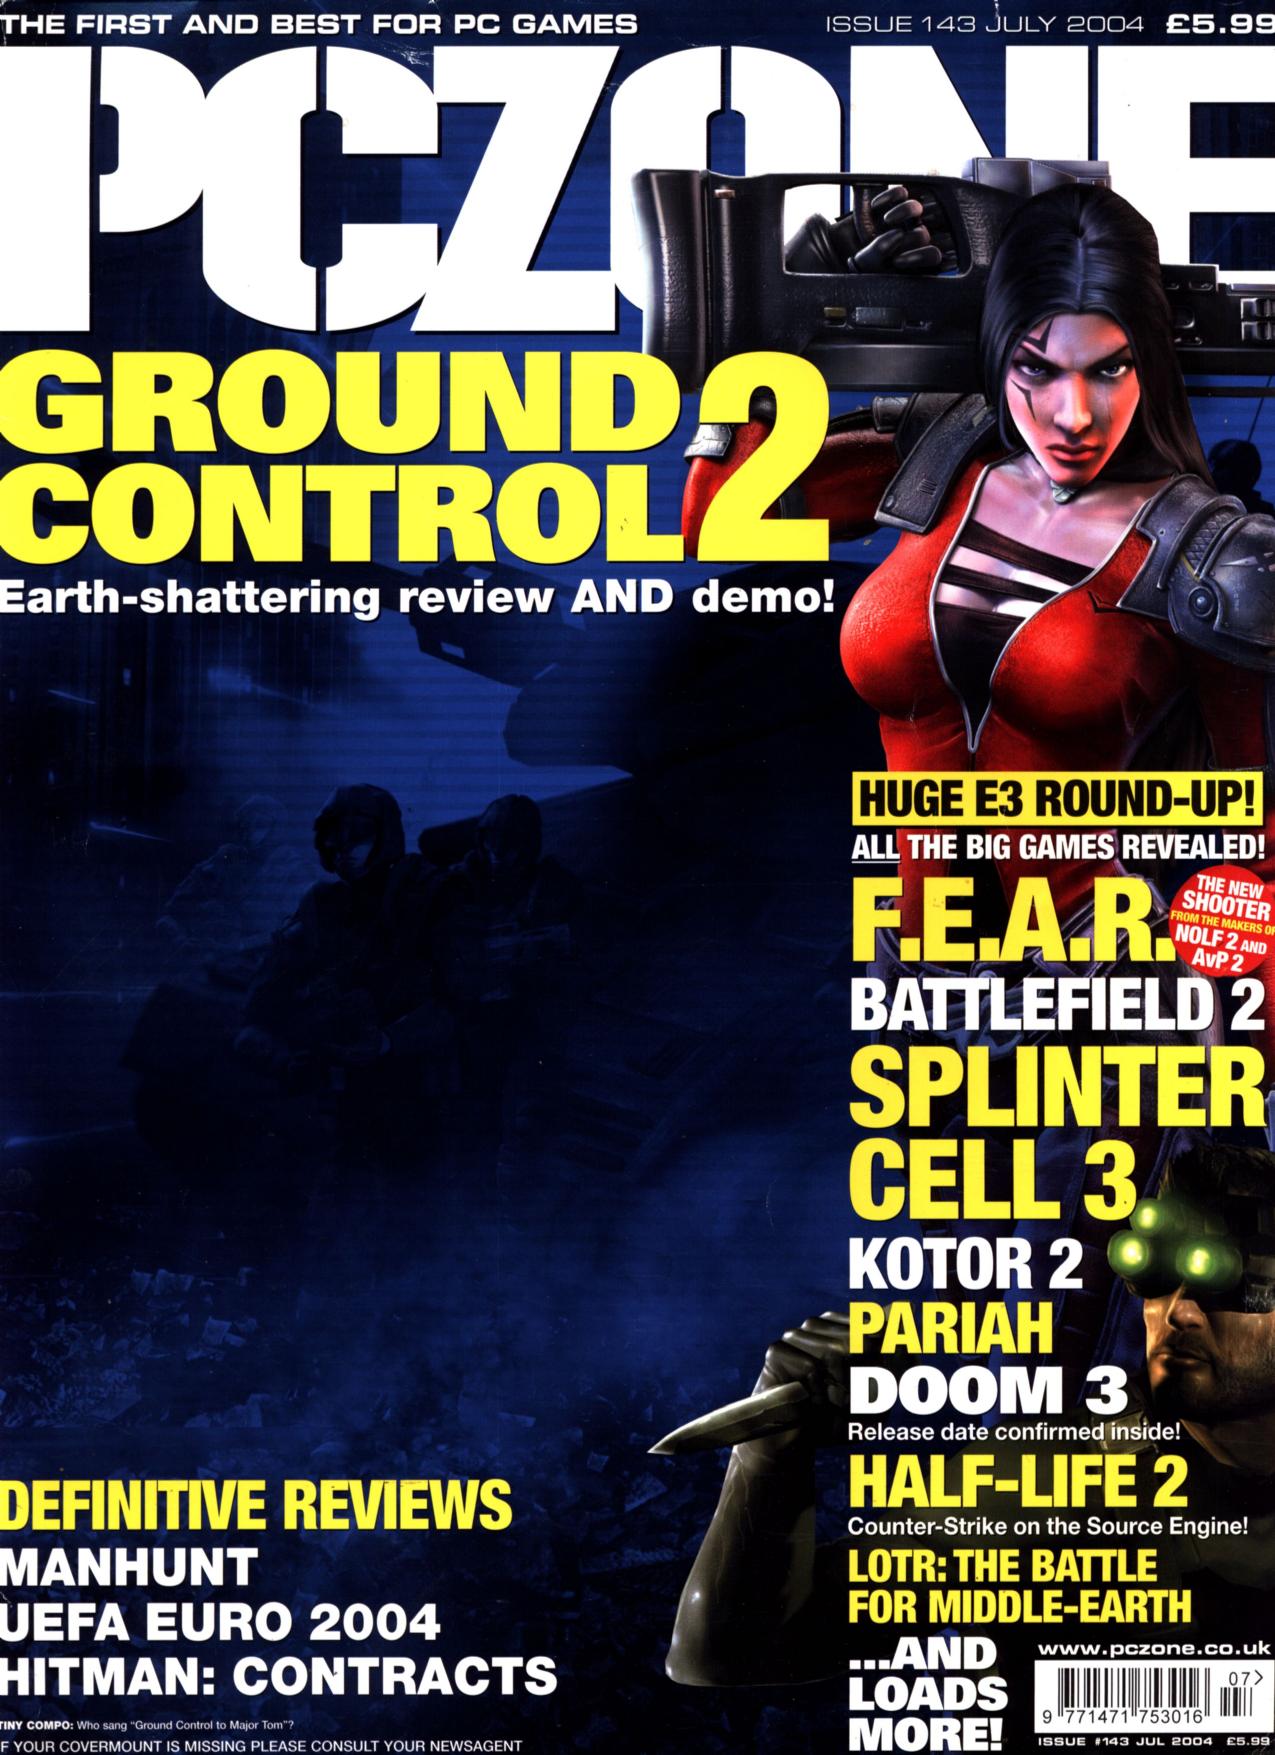 THE FIRST AND BEST FOR PC GAMES
ISSUE 143 JULY 2004 £5.99
PCZONE
GROUND
CONTROL 2
Earth-shattering review AND demo!
HUGE E3 ROUND-UP!
ALL THE BIG GAMES REVEALED!
F.E.A.R.
THE NEW
SHOOTER
FROM THE MAKERS OF
NOLF 2 AND
AvP 2
BATTLEFIELD 2
SPLINTER
CELL 3
KOTOR 2
PARIAH
DOOM 3
Release date confirmed inside!
HALF-LIFE 2
Counter-Strike on the Source Engine!
LOTR: THE BATTLE
FOR MIDDLE-EARTH
...AND
LOADS
MORE!
DEFINITIVE REVIEWS
MANHUNT
UEFA EURO 2004
HITMAN: CONTRACTS
TINY COMPO: Who sang "Ground Control to Major Tom"?
IF YOUR COVERMOUNT IS MISSING PLEASE CONSULT YOUR NEWSAGENT
www.pczone.co.uk
07>
9 771471 753016
ISSUE #143 JUL 2004 £5.99